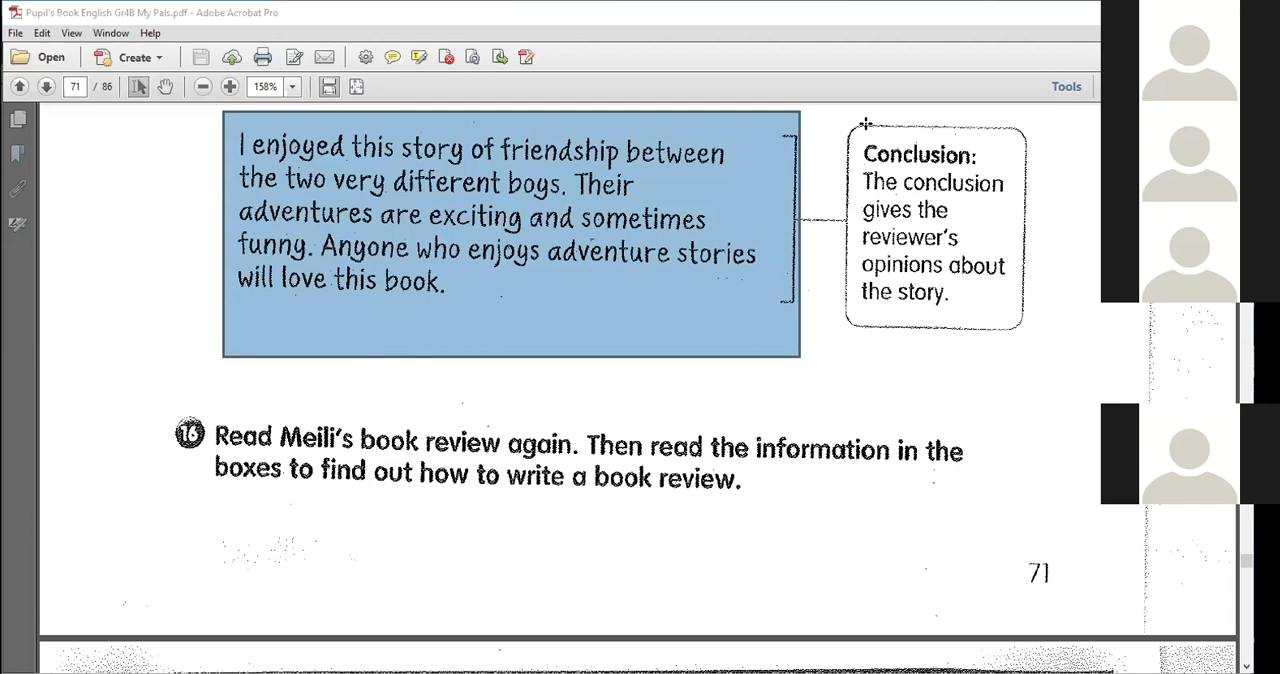 Pupil's Book English Gr4B My Pals.pdf - Adobe Acrobat Pro
File Edit View Window Help
Open Create
71 / 86 158% Tools
I enjoyed this story of friendship between
the two very different boys. Their
adventures are exciting and sometimes
funny. Anyone who enjoys adventure stories
will love this book.
Conclusion:
The conclusion
gives the
reviewer's
opinions about
the story.
16 Read Meili's book review again. Then read the information in the
boxes to find out how to write a book review.
71